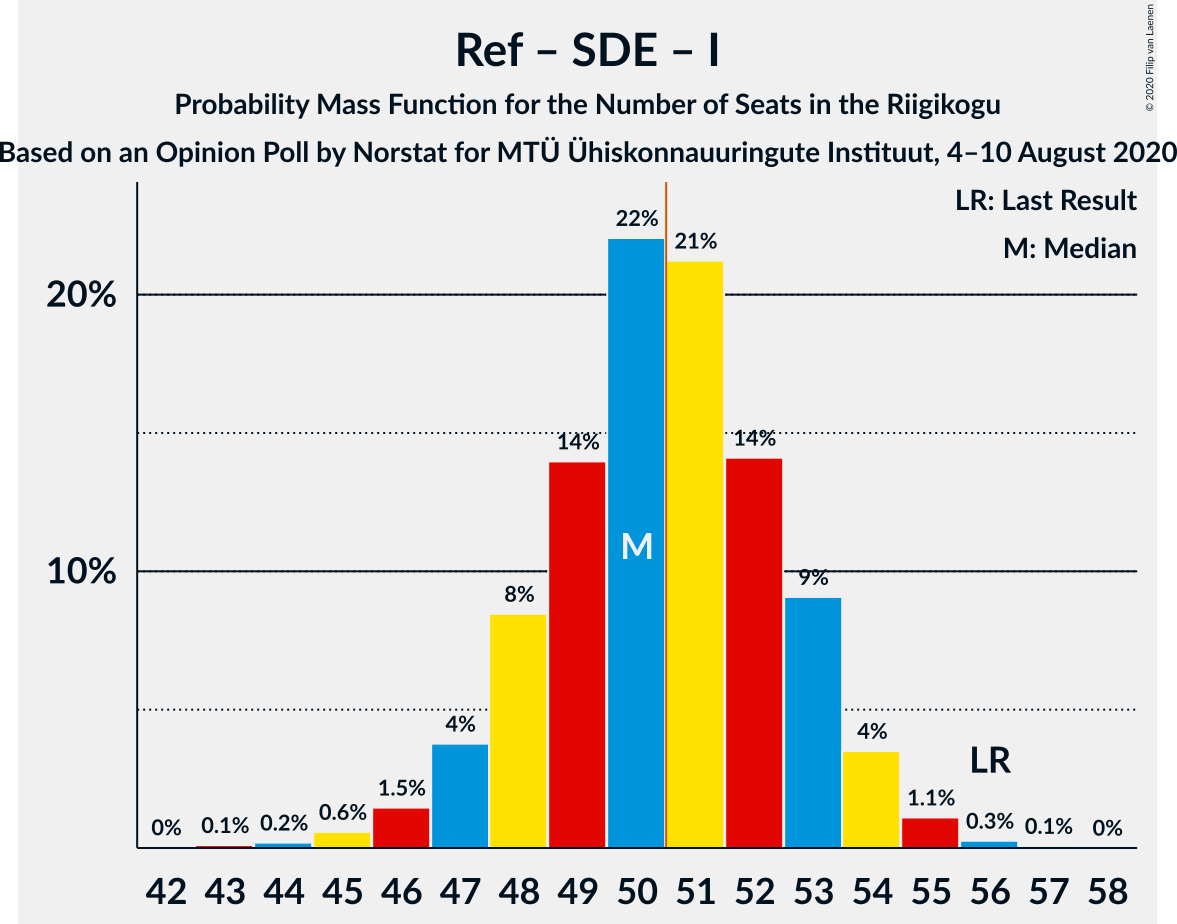 Ref – SDE – I
Probability Mass Function for the Number of Seats in the Riigikogu
Based on an Opinion Poll by Norstat for MTÜ Ühiskonnauuringute Instituut, 4–10 August 2020
© 2020 Filip van Laenen
LR: Last Result
M: Median
22%
21%
20%
14%
14%
M
10%
9%
8%
4%
4%
LR
1.5%
1.1%
0%
0.1%
0.2%
0.6%
0.3%
0.1%
0%
42 43 44 45 46 47 48 49 50 51 52 53 54 55 56 57 58